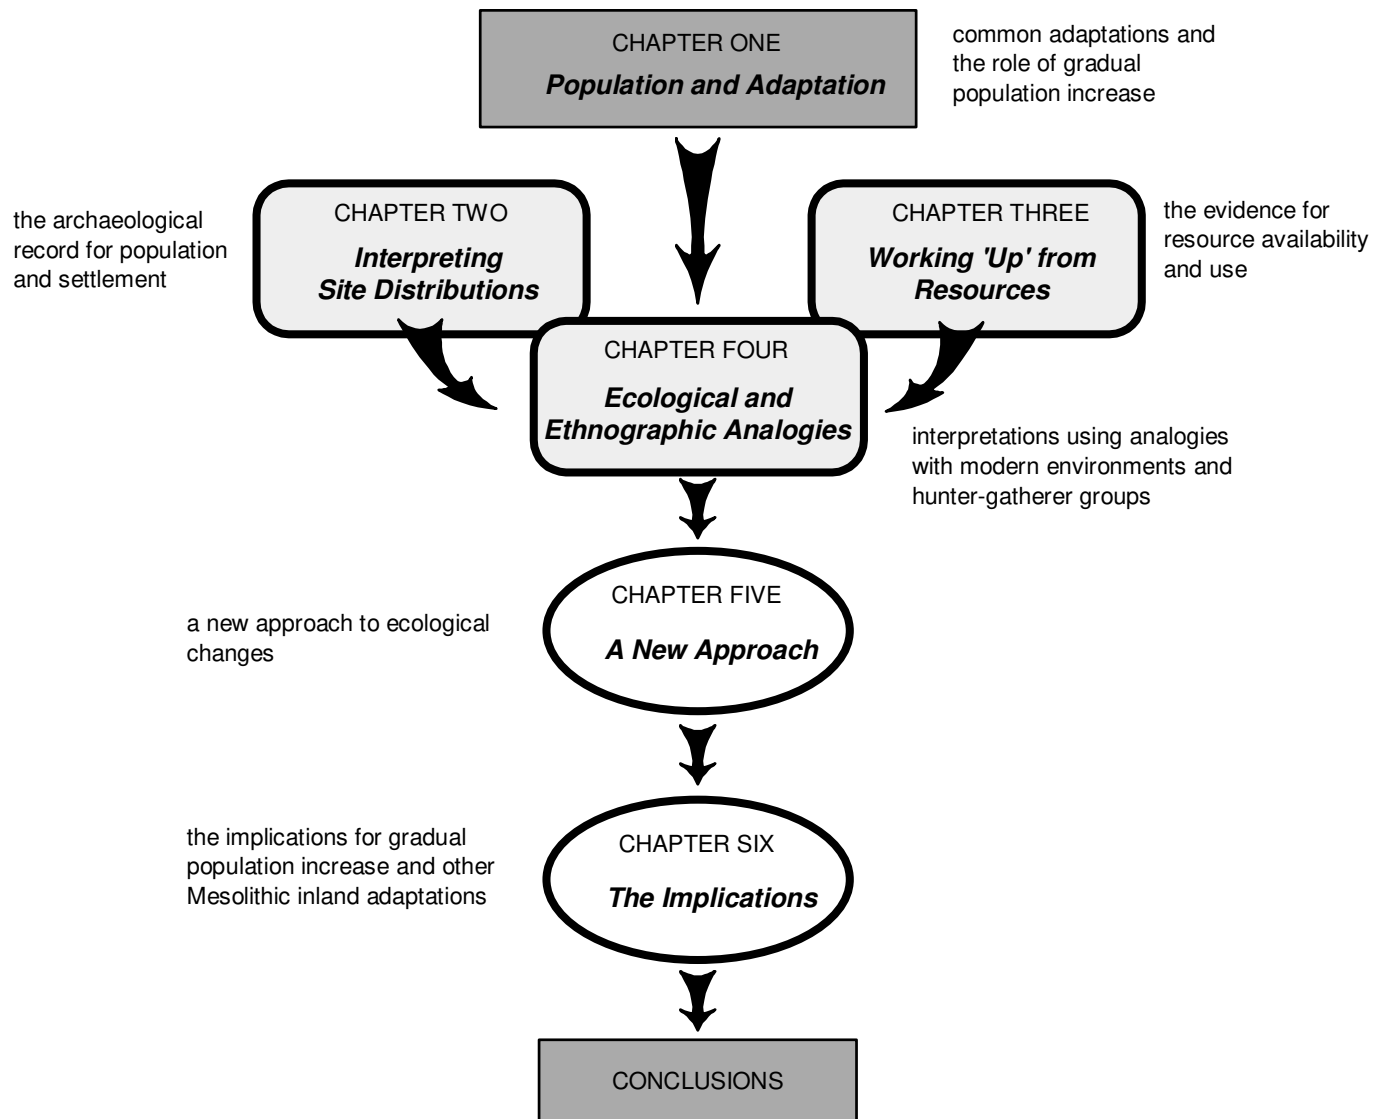 CHAPTER ONE
Population and Adaptation
common adaptations and
the role of gradual
population increase
the archaeological
record for population
and settlement
CHAPTER TWO
Interpreting
Site Distributions
CHAPTER THREE
Working 'Up' from
Resources
the evidence for
resource availability
and use
CHAPTER FOUR
Ecological and
Ethnographic Analogies
interpretations using analogies
with modern environments and
hunter-gatherer groups
a new approach to ecological
changes
CHAPTER FIVE
A New Approach
the implications for gradual
population increase and other
Mesolithic inland adaptations
CHAPTER SIX
The Implications
CONCLUSIONS